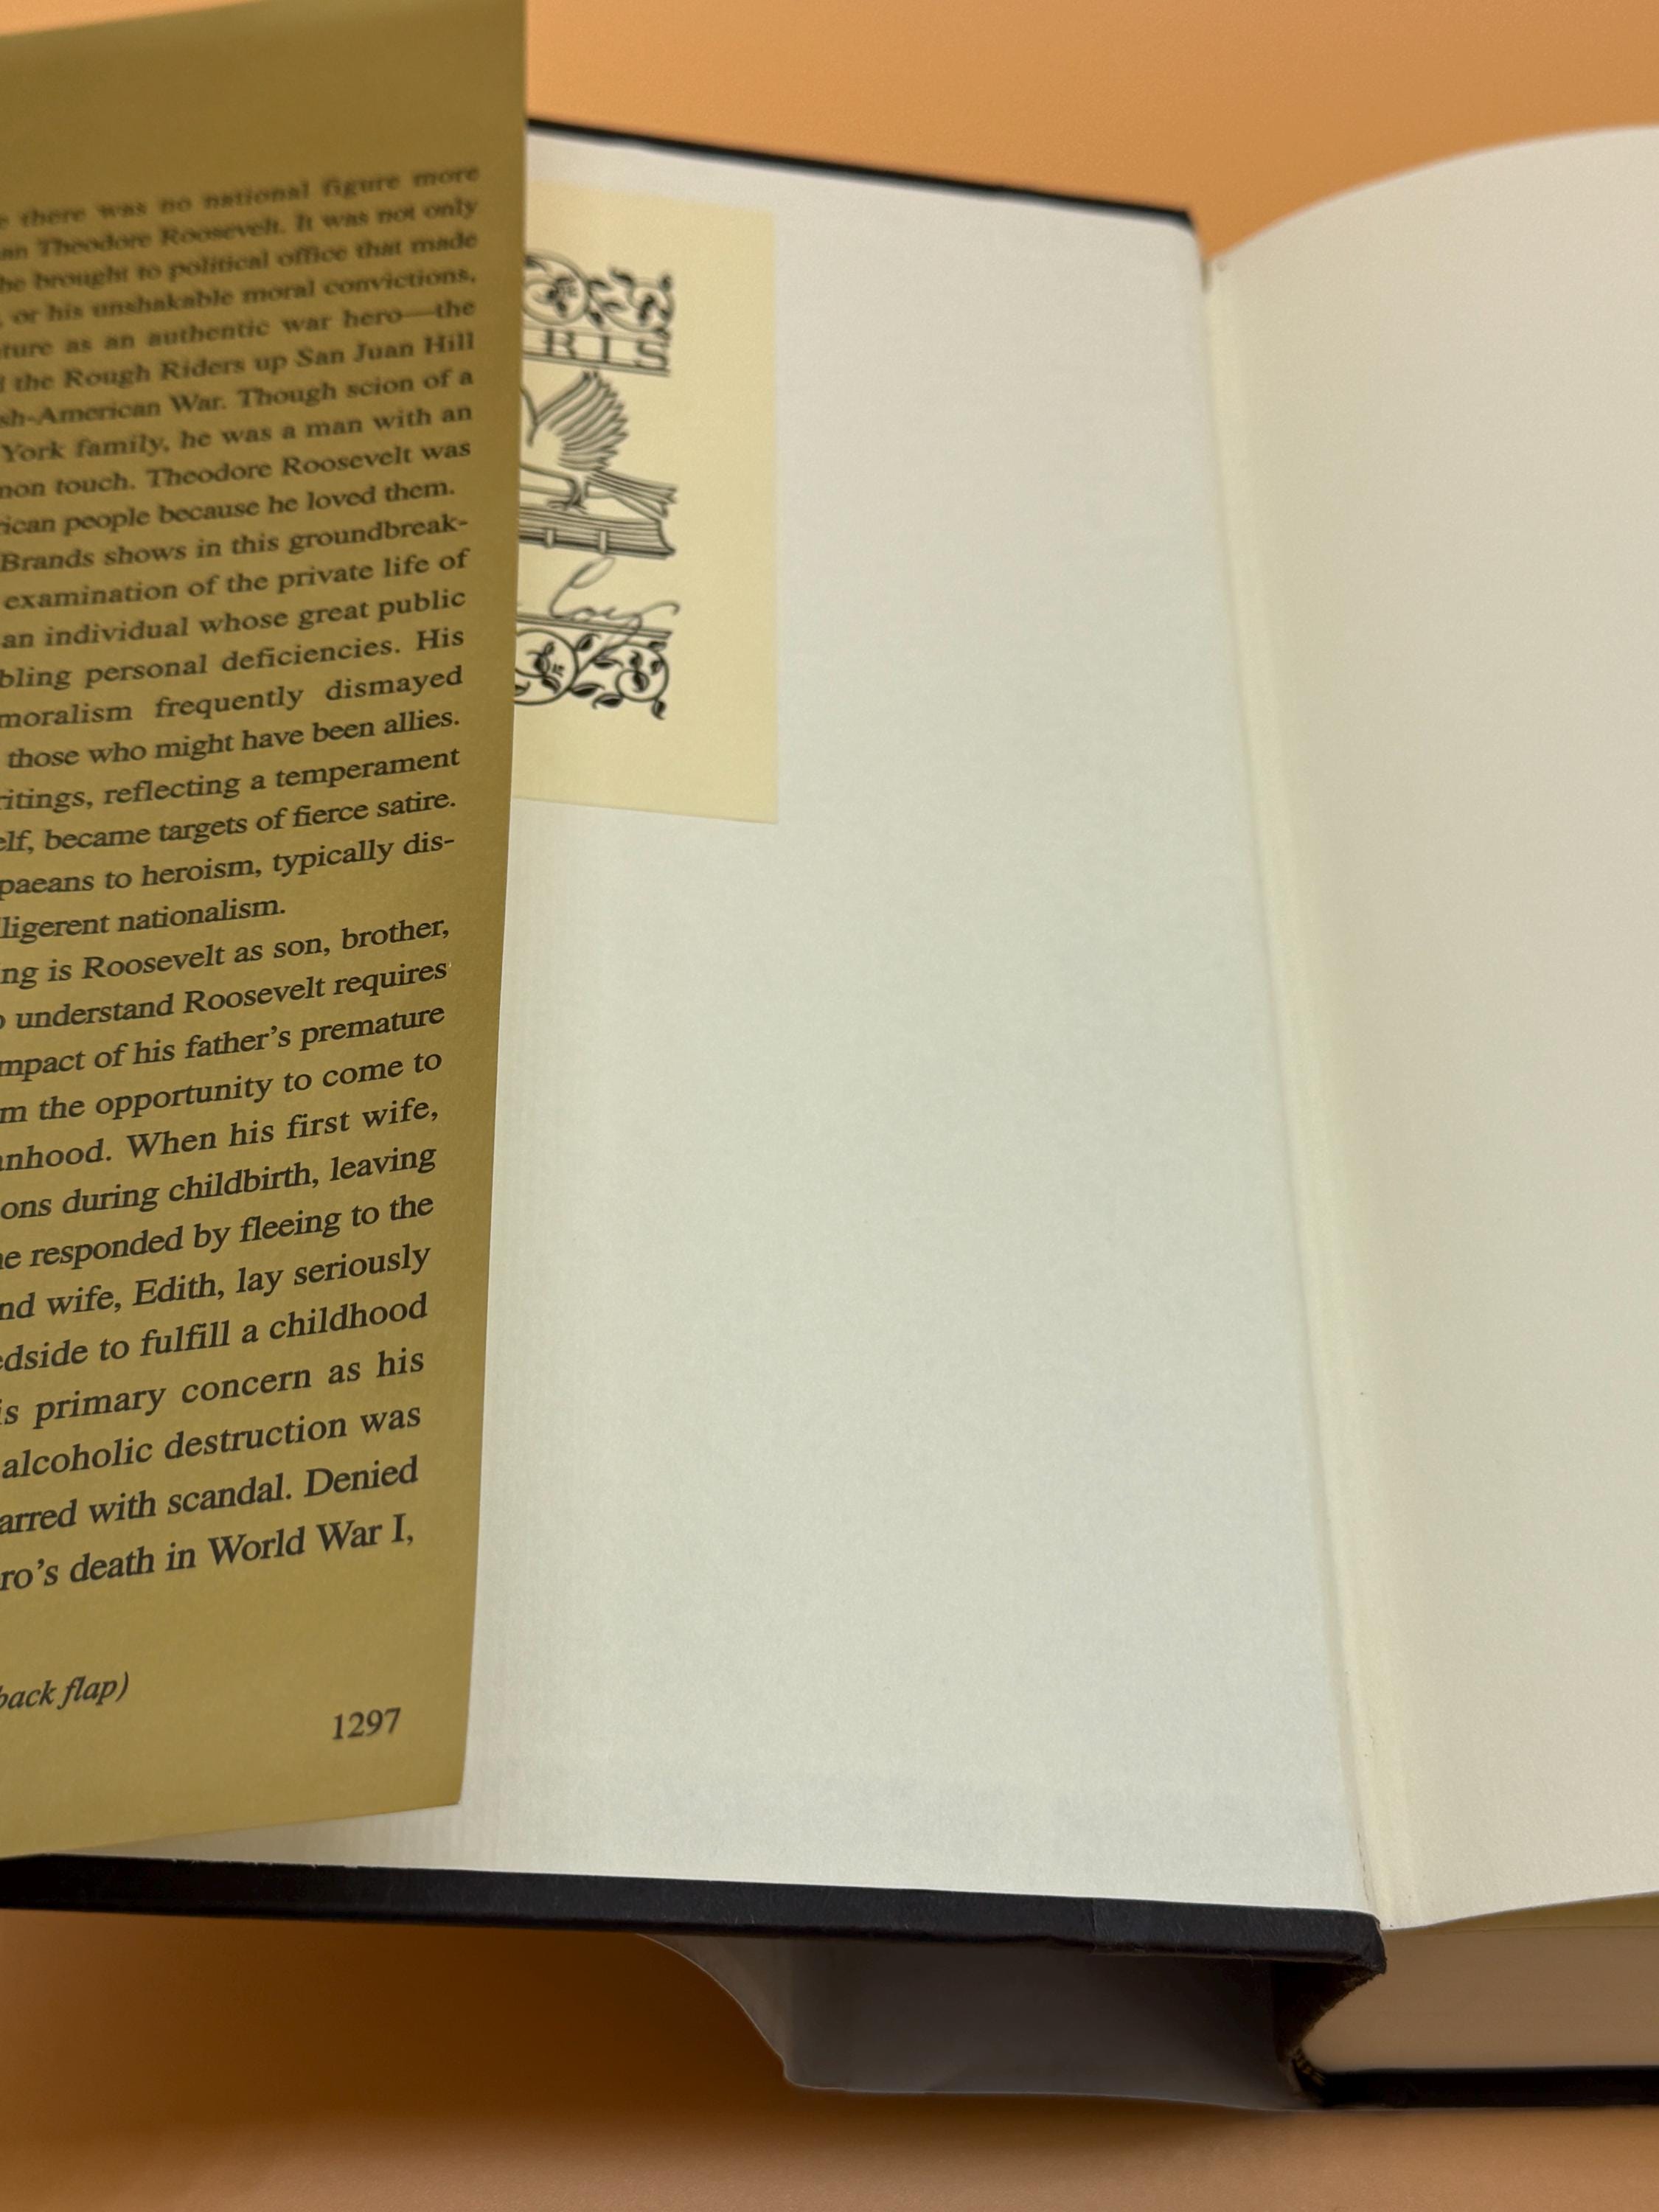 there was no national figure more
an Theodore Roosevelt. It was not only
he brought to political office that made
, or his unshakable moral convictions,
ture as an authentic war hero—the
the Rough Riders up San Juan Hill
sh-American War. Though scion of a
York family, he was a man with an
mon touch. Theodore Roosevelt was
rican people because he loved them.
Brands shows in this groundbreak-
examination of the private life of
an individual whose great public
bling personal deficiencies. His
moralism frequently dismayed
those who might have been allies.
ritings, reflecting a temperament
elf, became targets of fierce satire.
paeans to heroism, typically dis-
lligerent nationalism.
ng is Roosevelt as son, brother,
o understand Roosevelt requires
mpact of his father's premature
m the opportunity to come to
anhood. When his first wife,
ons during childbirth, leaving
he responded by fleeing to the
nd wife, Edith, lay seriously
edside to fulfill a childhood
is primary concern as his
alcoholic destruction was
arred with scandal. Denied
ro's death in World War I,
back flap)
1297
RIS